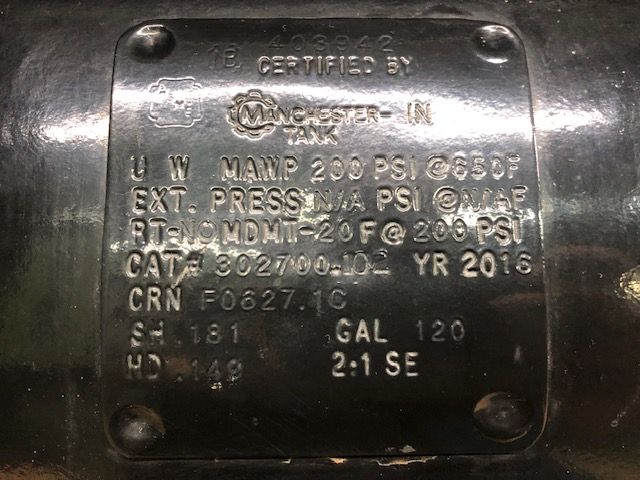 403942
CERTIFIED BY
MANCHESTER - IN
TANK
U W MAWP 200 PSI @650F
EXT. PRESS N/A PSI @N/AF
RT-NO MDMT-20F@ 200 PSI
CAT# 302700-102 YR 2016
CRN F0627.1C
SH .181 GAL 120
HD .149 2:1 SE